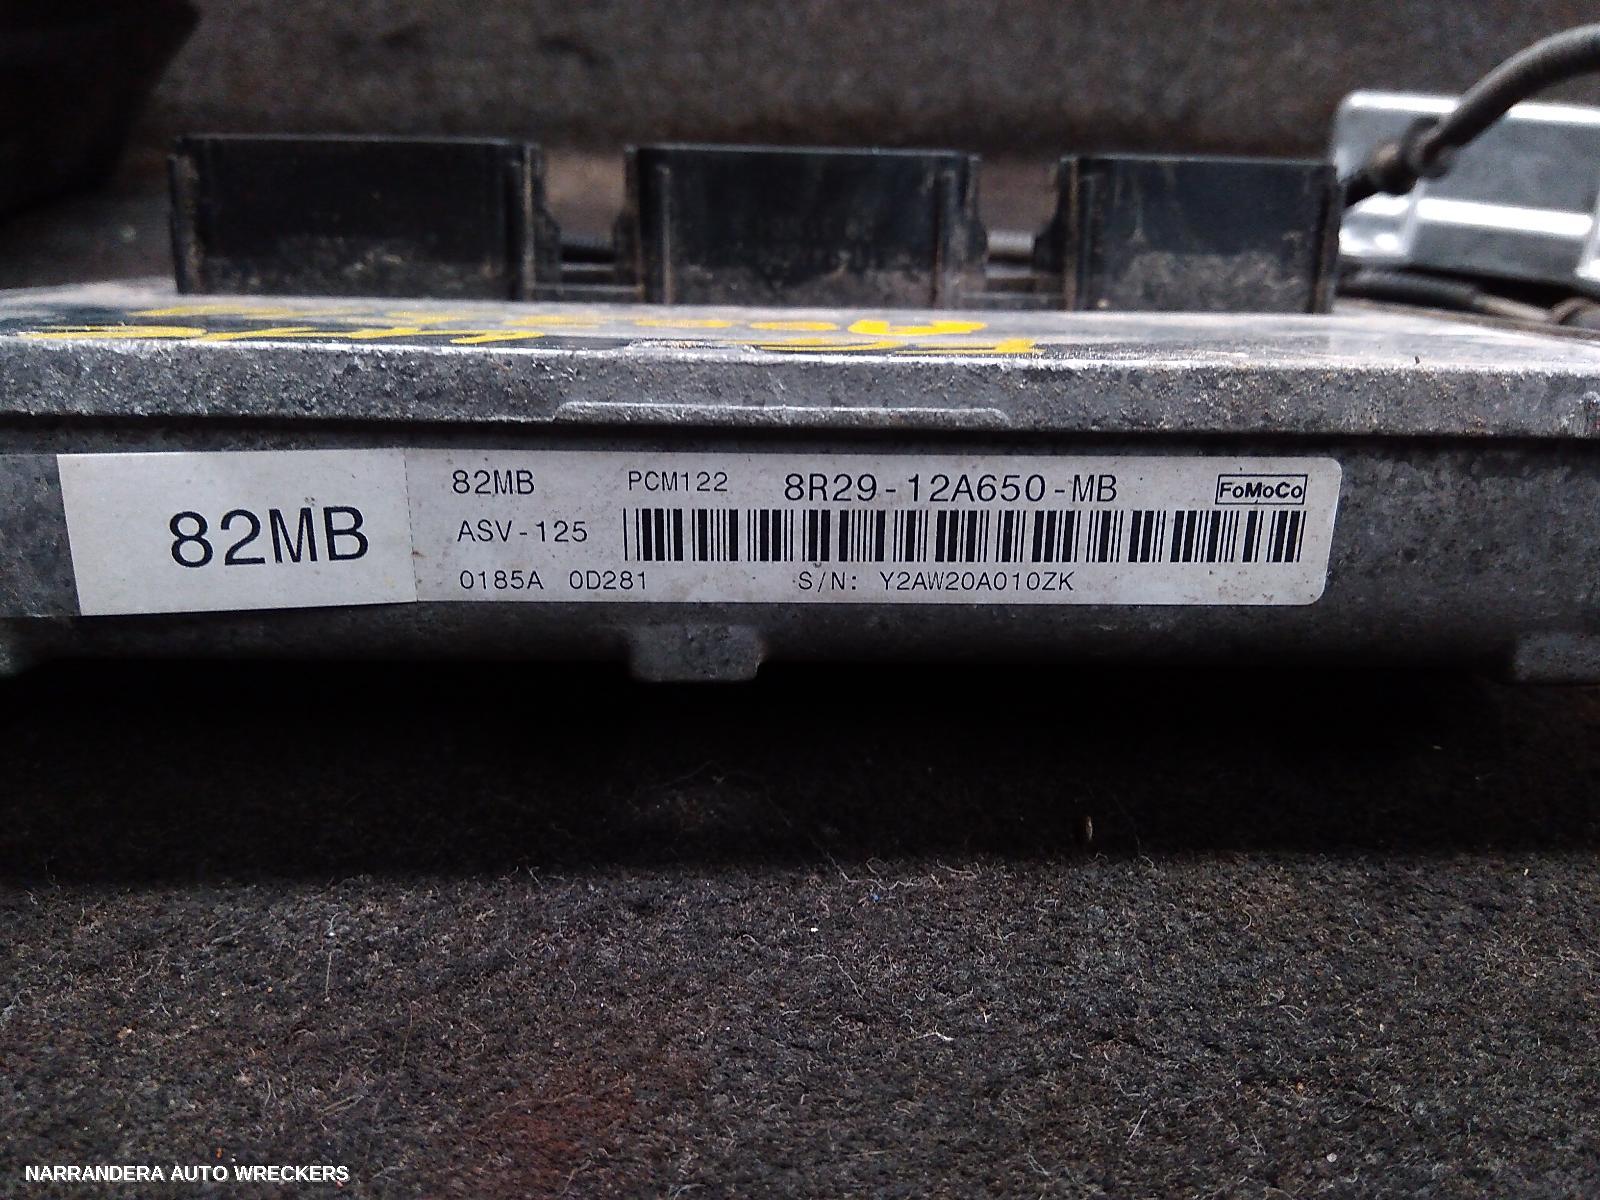 82MB
82MB PCM122 8R29-12A650-MB FoMoCo
ASV-125
0185A 0D281 S/N: Y2AW20A010ZK
NARRANDERA AUTO WRECKERS